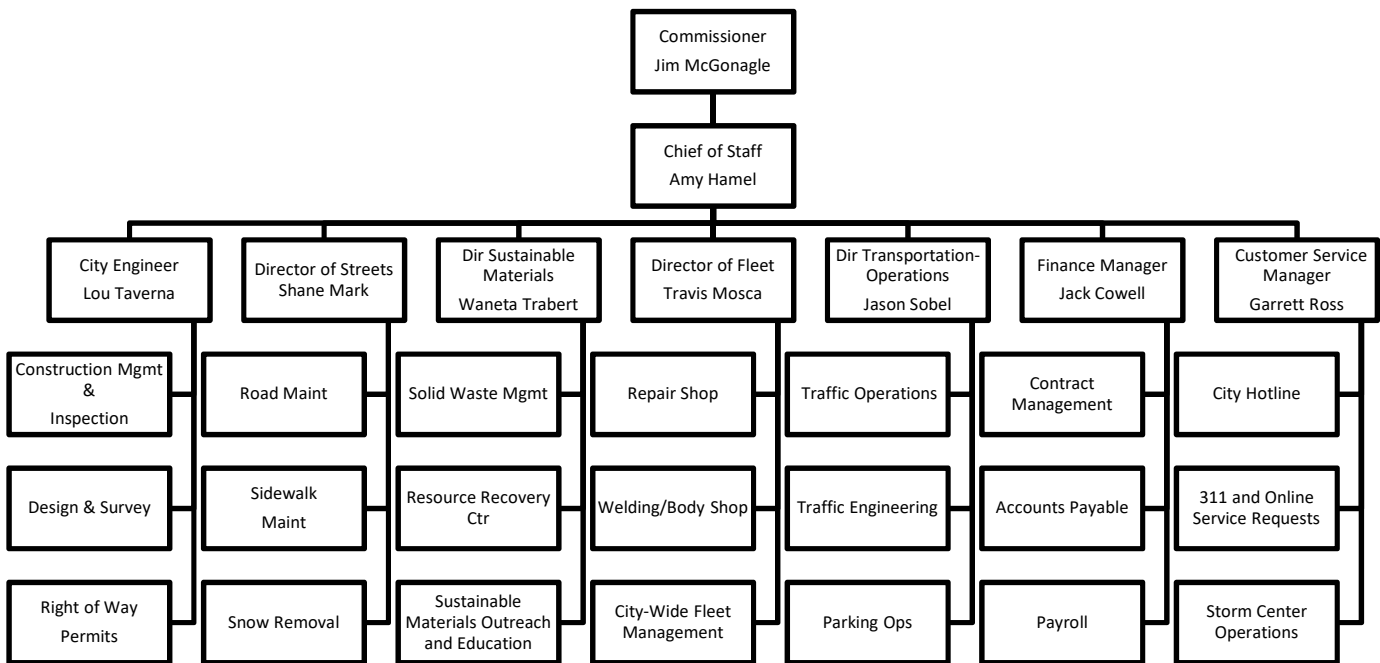 Commissioner
Jim McGonagle
Chief of Staff
Amy Hamel
City Engineer
Lou Taverna
Director of Streets
Shane Mark
Dir Sustainable
Materials
Waneta Trabert
Director of Fleet
Travis Mosca
Dir Transportation-
Operations
Jason Sobel
Finance Manager
Jack Cowell
Customer Service
Manager
Garrett Ross
Construction Mgmt
&
Inspection
Road Maint
Solid Waste Mgmt
Repair Shop
Traffic Operations
Contract
Management
City Hotline
Design & Survey
Sidewalk
Maint
Resource Recovery
Ctr
Welding/Body Shop
Traffic Engineering
Accounts Payable
311 and Online
Service Requests
Right of Way
Permits
Snow Removal
Sustainable
Materials Outreach
and Education
City-Wide Fleet
Management
Parking Ops
Payroll
Storm Center
Operations